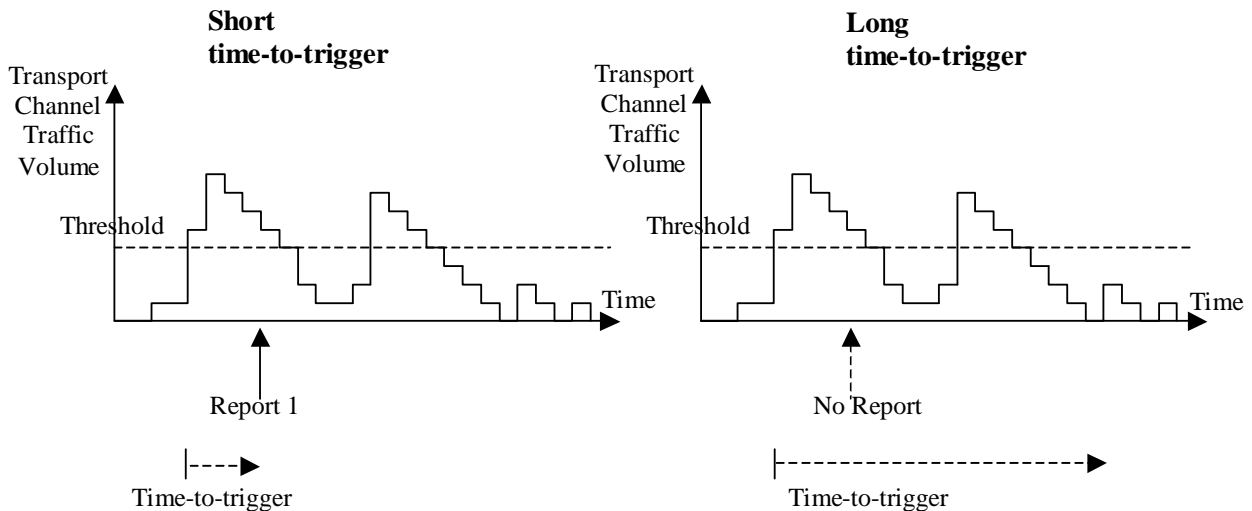 Short
time-to-trigger
Transport
Channel
Traffic
Volume
Threshold
Time
Report 1
Time-to-trigger
Long
time-to-trigger
Transport
Channel
Traffic
Volume
Threshold
Time
No Report
Time-to-trigger